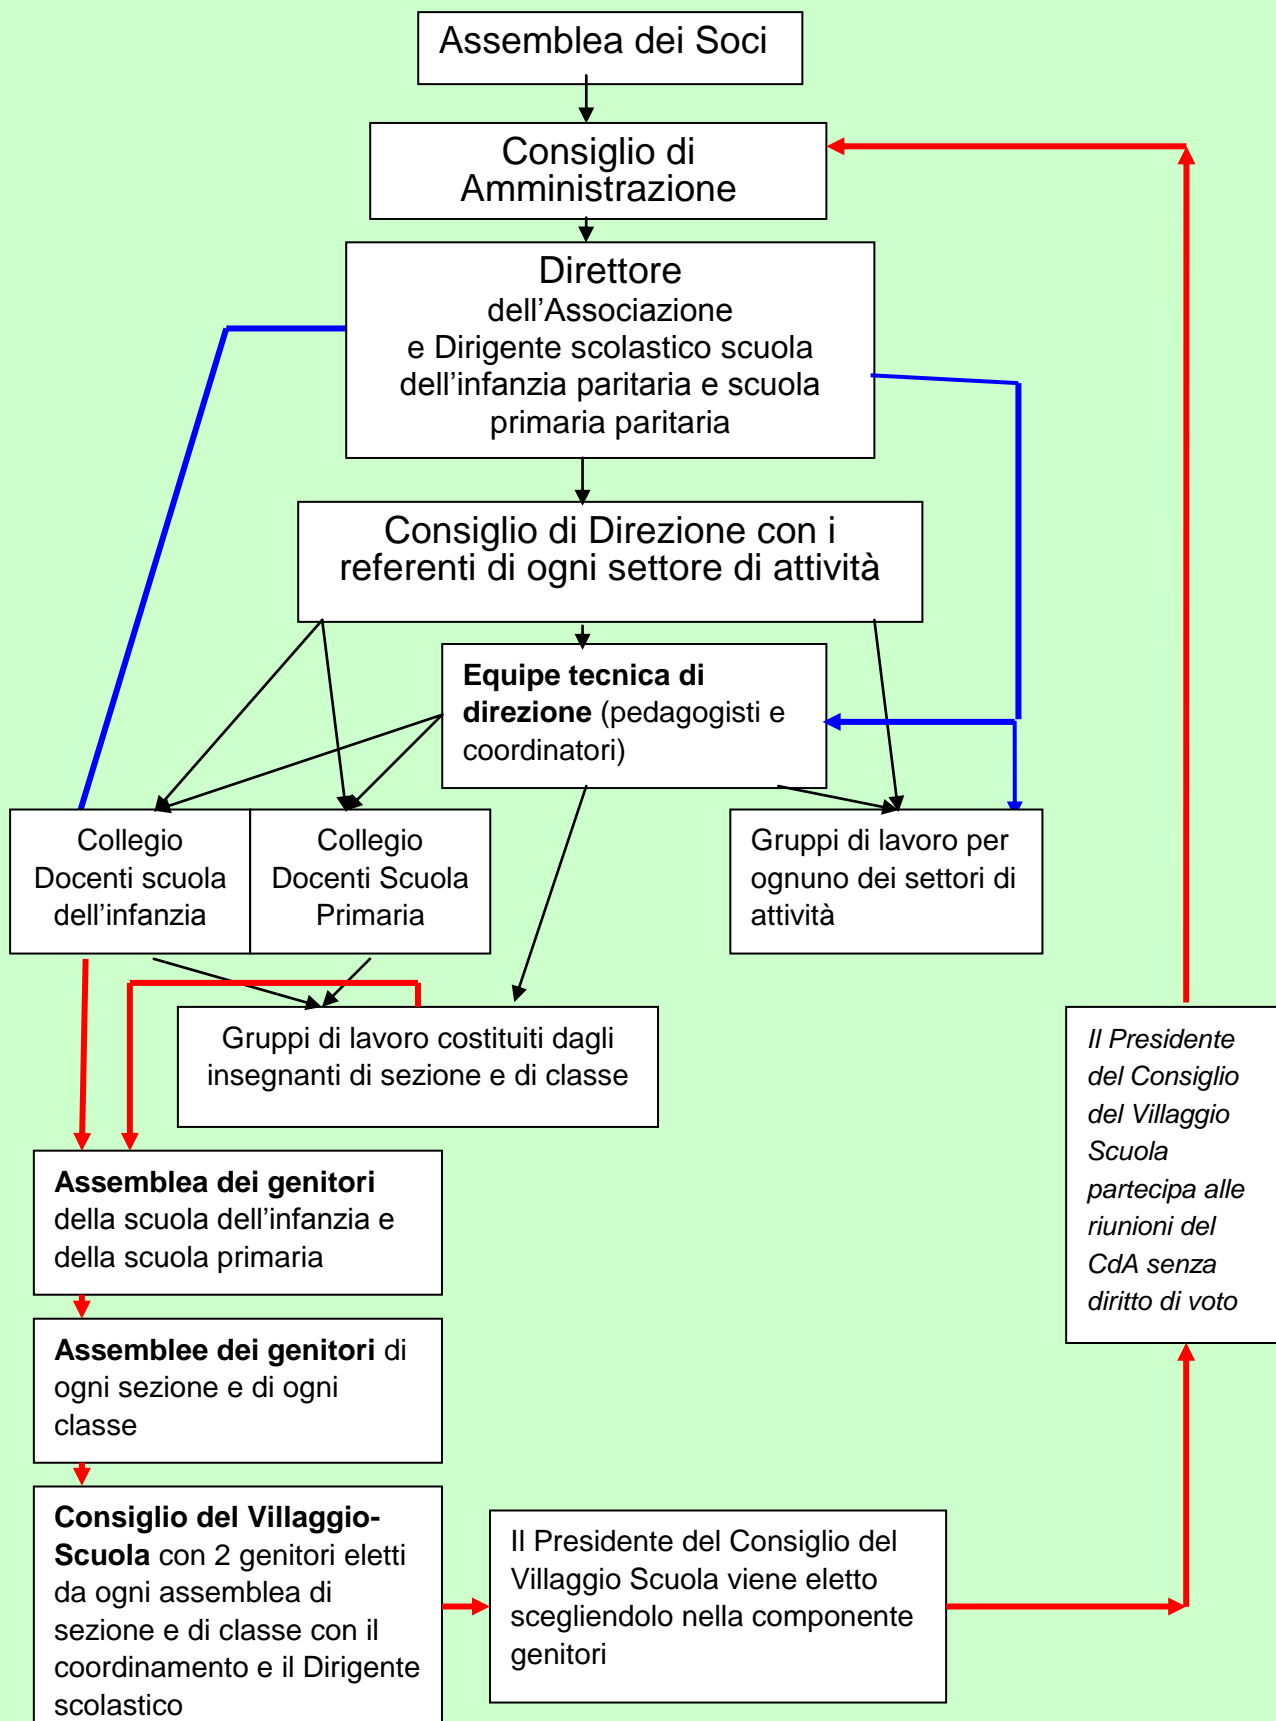 Assemblea dei Soci
Consiglio di
Amministrazione
Direttore
dell’Associazione
e Dirigente scolastico scuola
dell’infanzia paritaria e scuola
primaria paritaria
Consiglio di Direzione con i
referenti di ogni settore di attività
Equipe tecnica di
direzione (pedagogisti e
coordinatori)
Collegio
Docenti scuola
dell’infanzia
Collegio
Docenti Scuola
Primaria
Gruppi di lavoro per
ognuno dei settori di
attività
Gruppi di lavoro costituiti dagli
insegnanti di sezione e di classe
Il Presidente
del Consiglio
del Villaggio
Scuola
partecipa alle
riunioni del
CdA senza
diritto di voto
Assemblea dei genitori
della scuola dell’infanzia e
della scuola primaria
Assemblee dei genitori di
ogni sezione e di ogni
classe
Consiglio del Villaggio-
Scuola con 2 genitori eletti
da ogni assemblea di
sezione e di classe con il
coordinamento e il Dirigente
scolastico
Il Presidente del Consiglio del
Villaggio Scuola viene eletto
scegliendolo nella componente
genitori